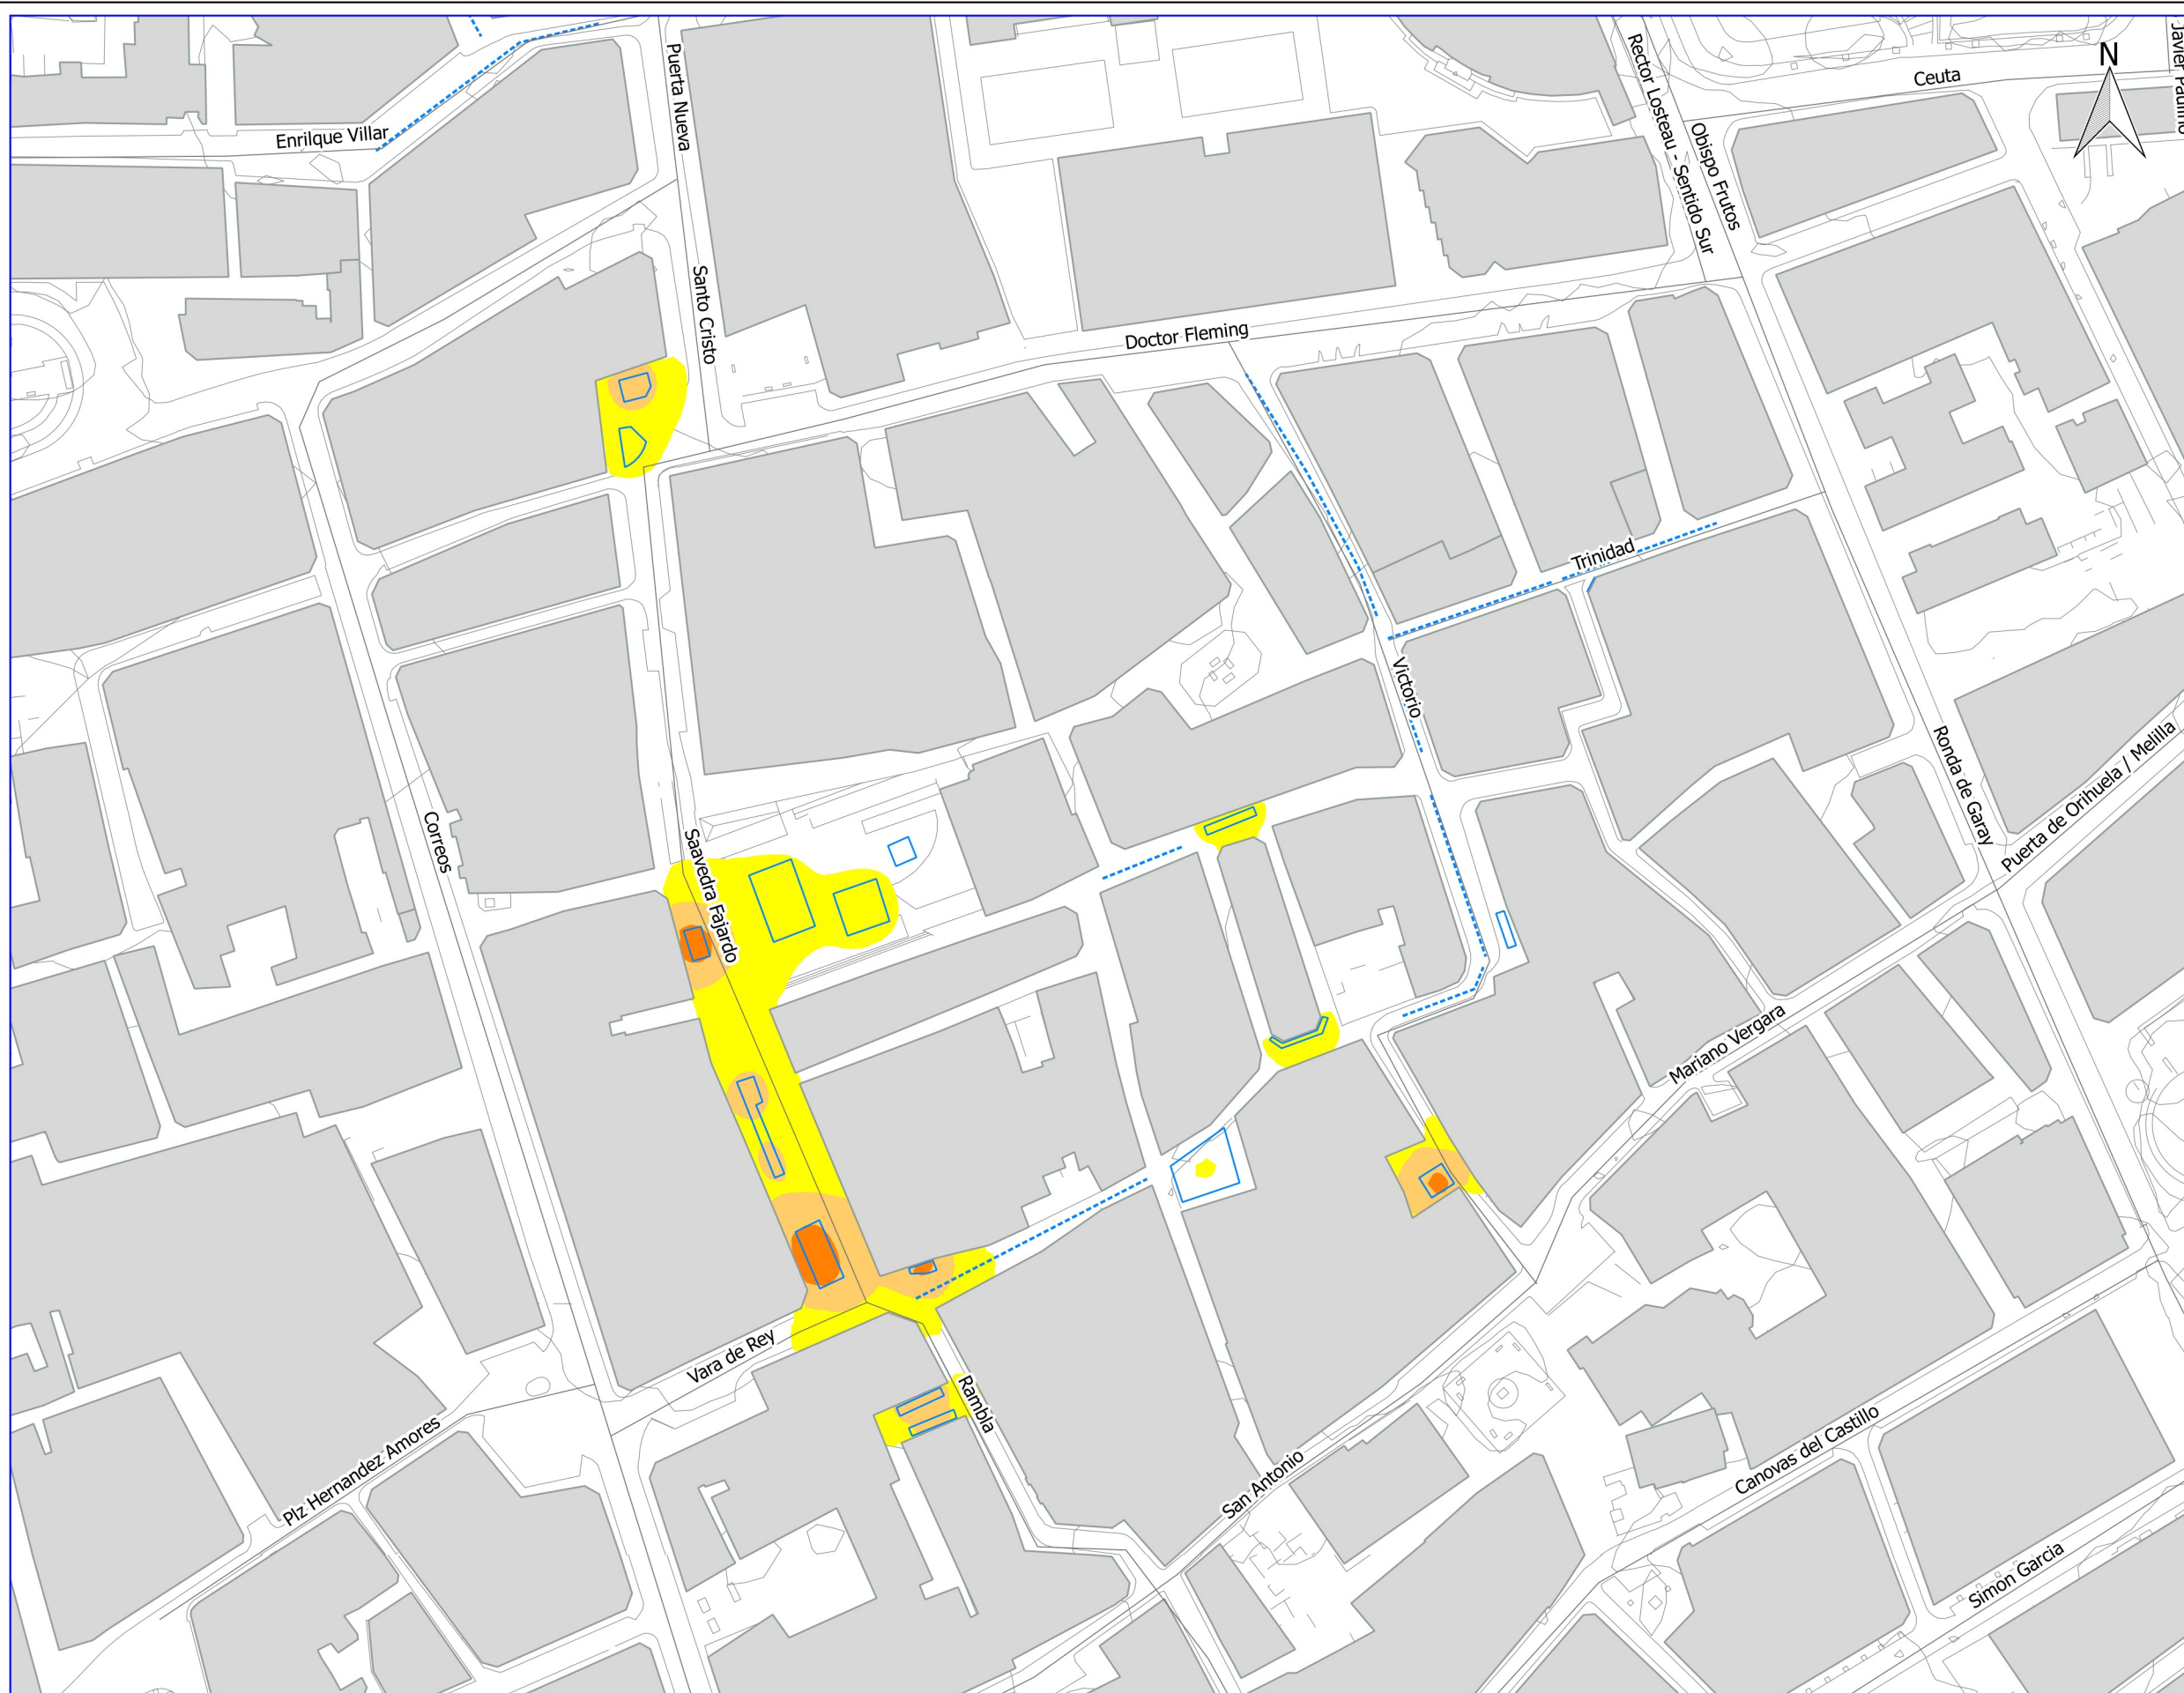 Puerta Nueva
Rector Losteau - Sentido Sur
Javier Paulino
Ceuta
N
Enrilque Villar
Obispo Frutos
Santo Cristo
Doctor Fleming
Trinidad
Victorio
Ronda de Garay
Puerta de Orihuela / Melilla
Correos
Saavedra Fajardo
Mariano Vergara
Vara de Rey
Rambla
Plz Hernandez Amores
San Antonio
Canovas del Castillo
Simon Garcia